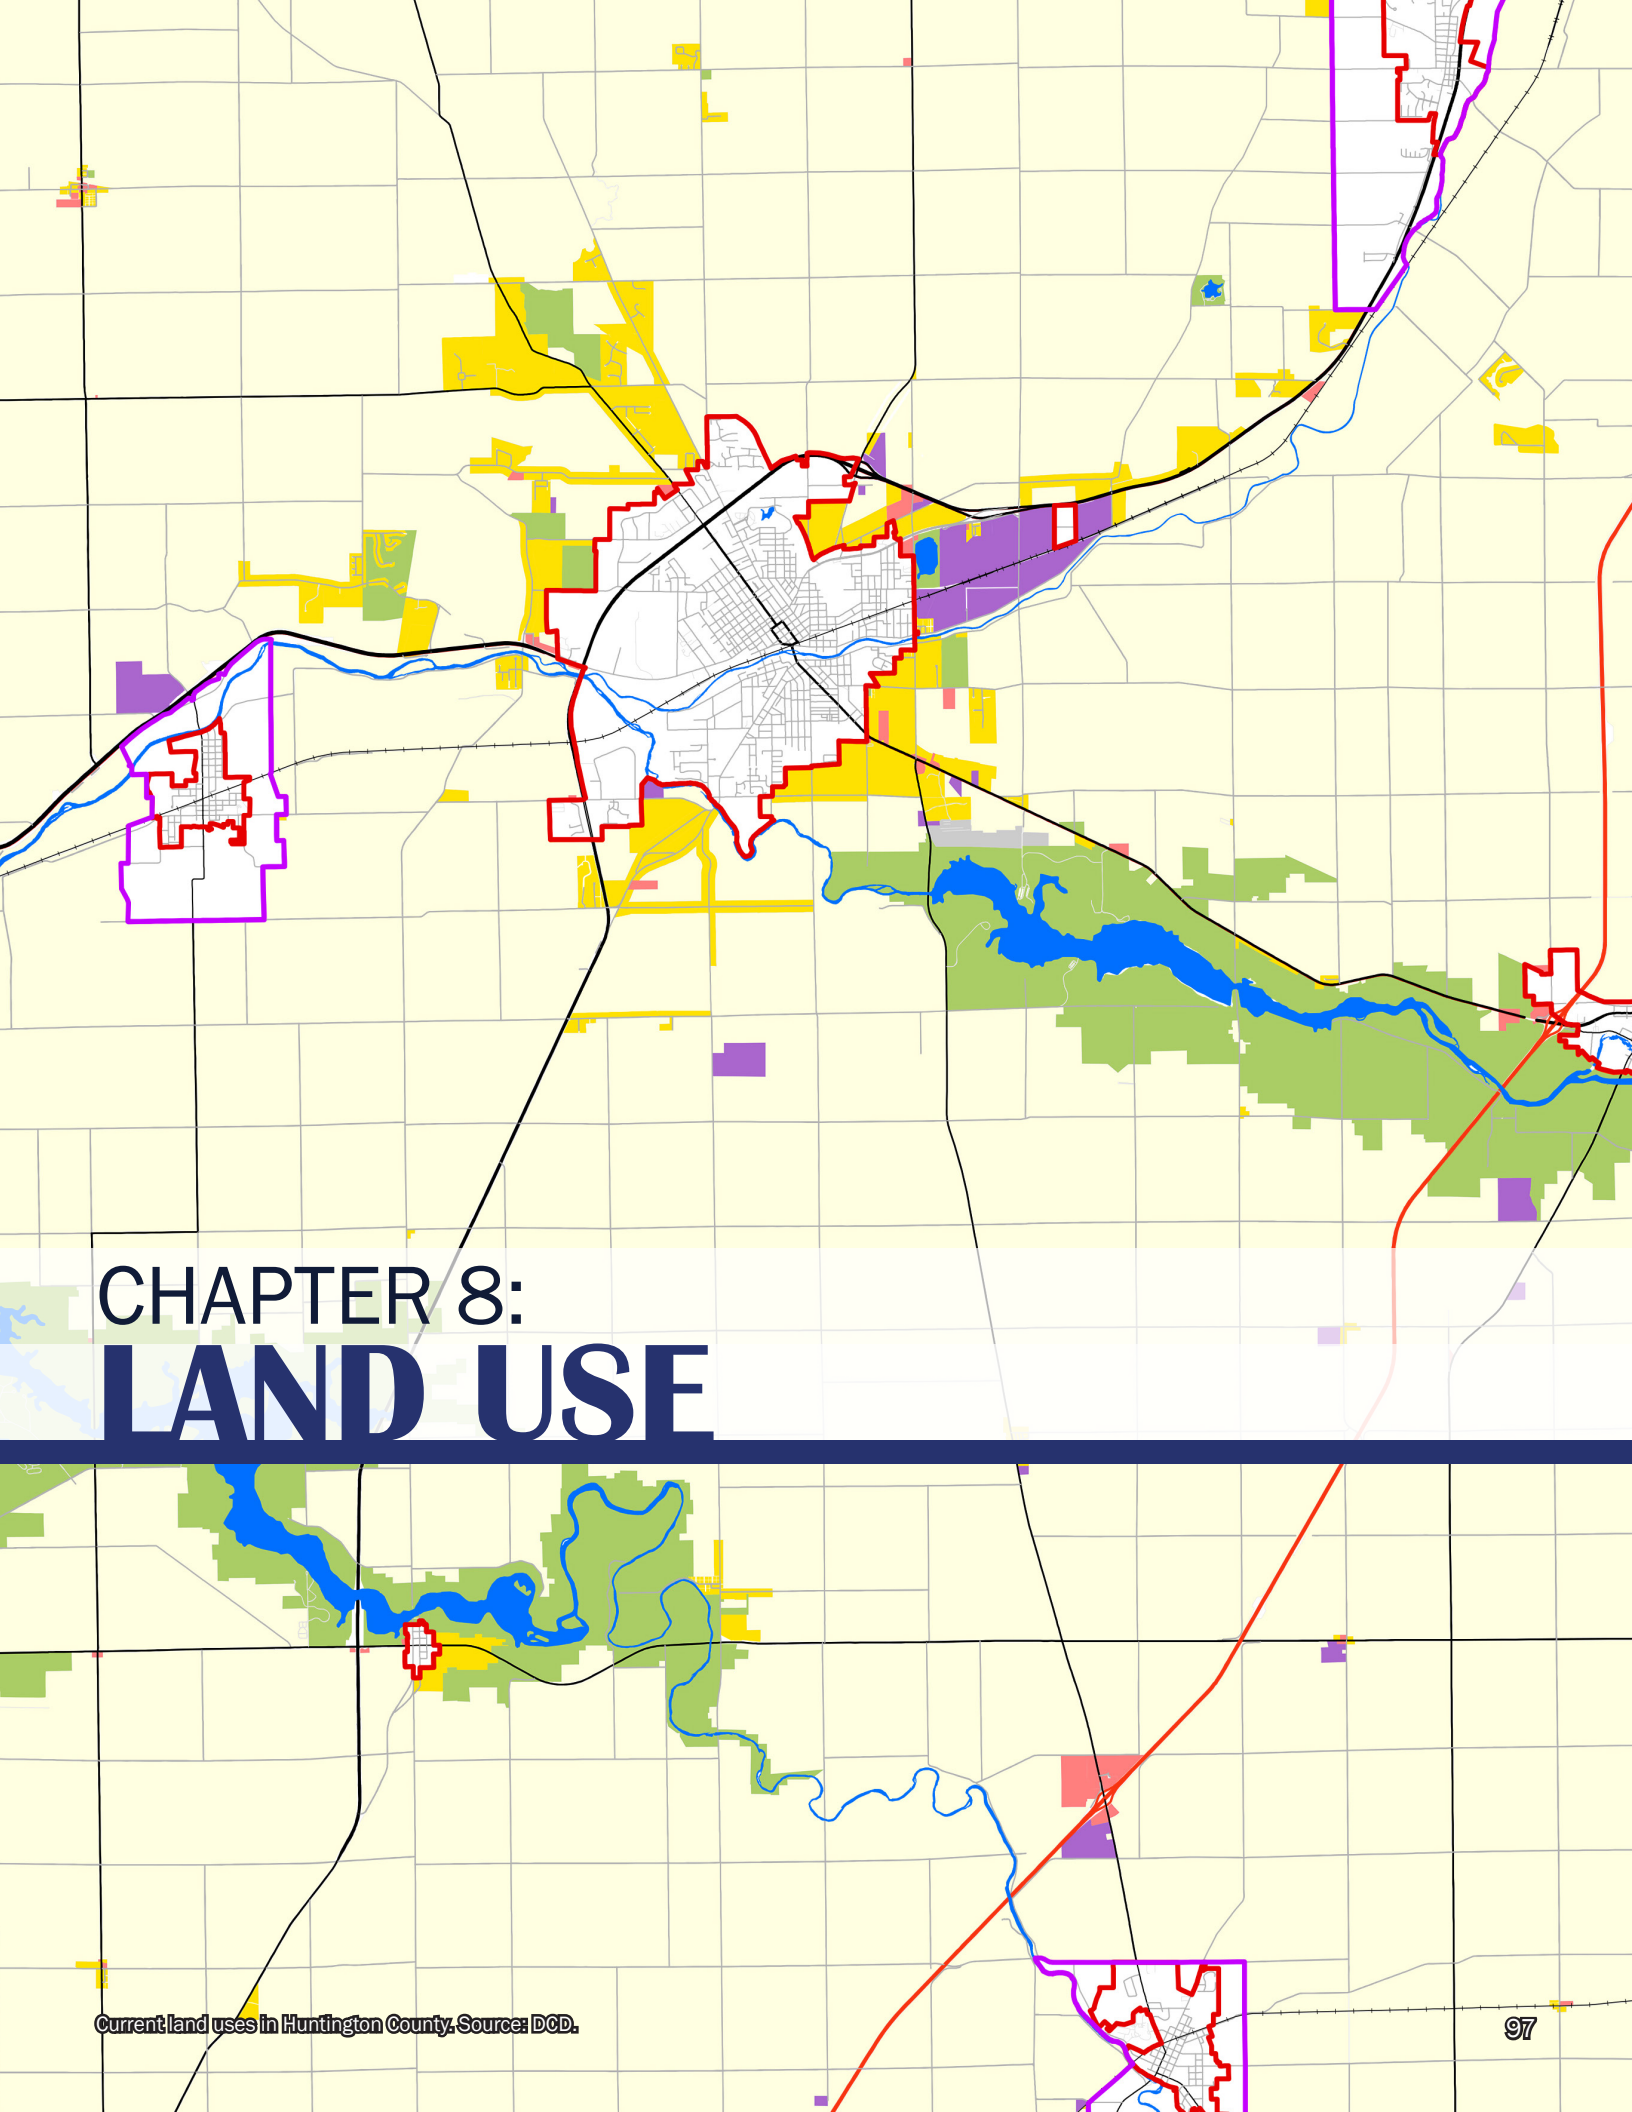 CHAPTER 8:
LAND USE
Current land uses in Huntington County. Source: DCD.
97